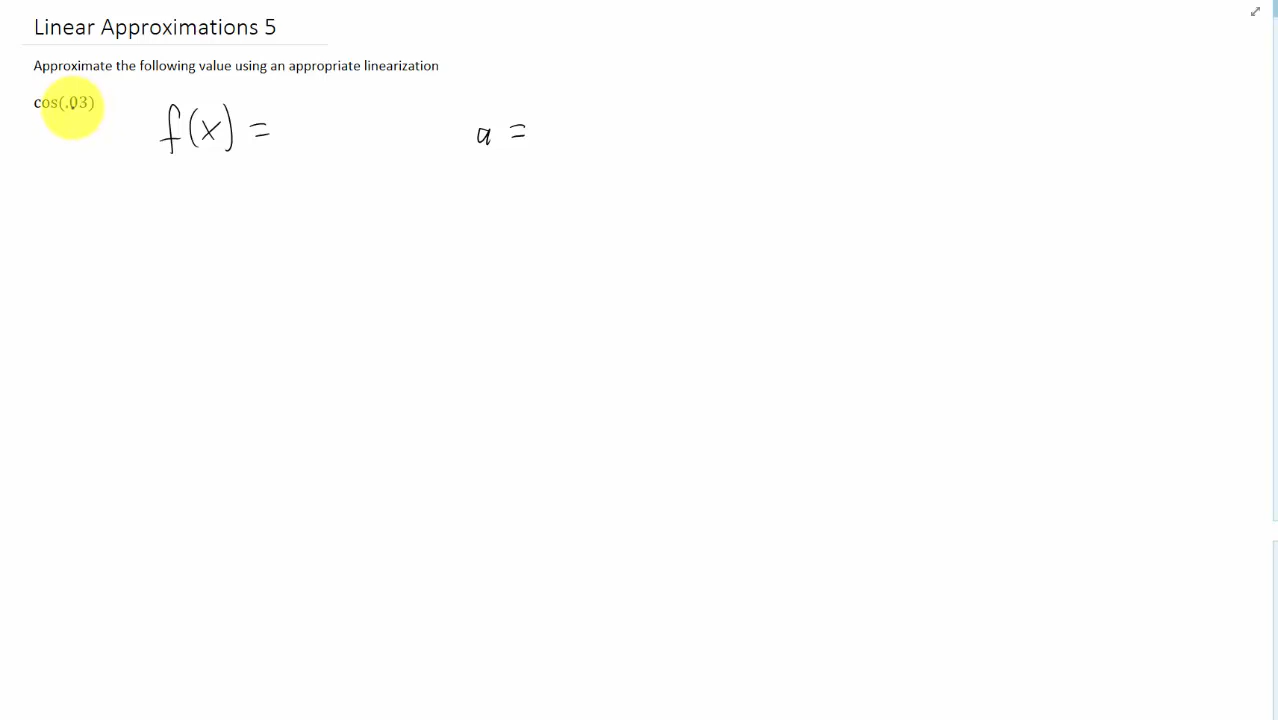 Linear Approximations 5
Approximate the following value using an appropriate linearization
cos(.03)
f(x) =
a =